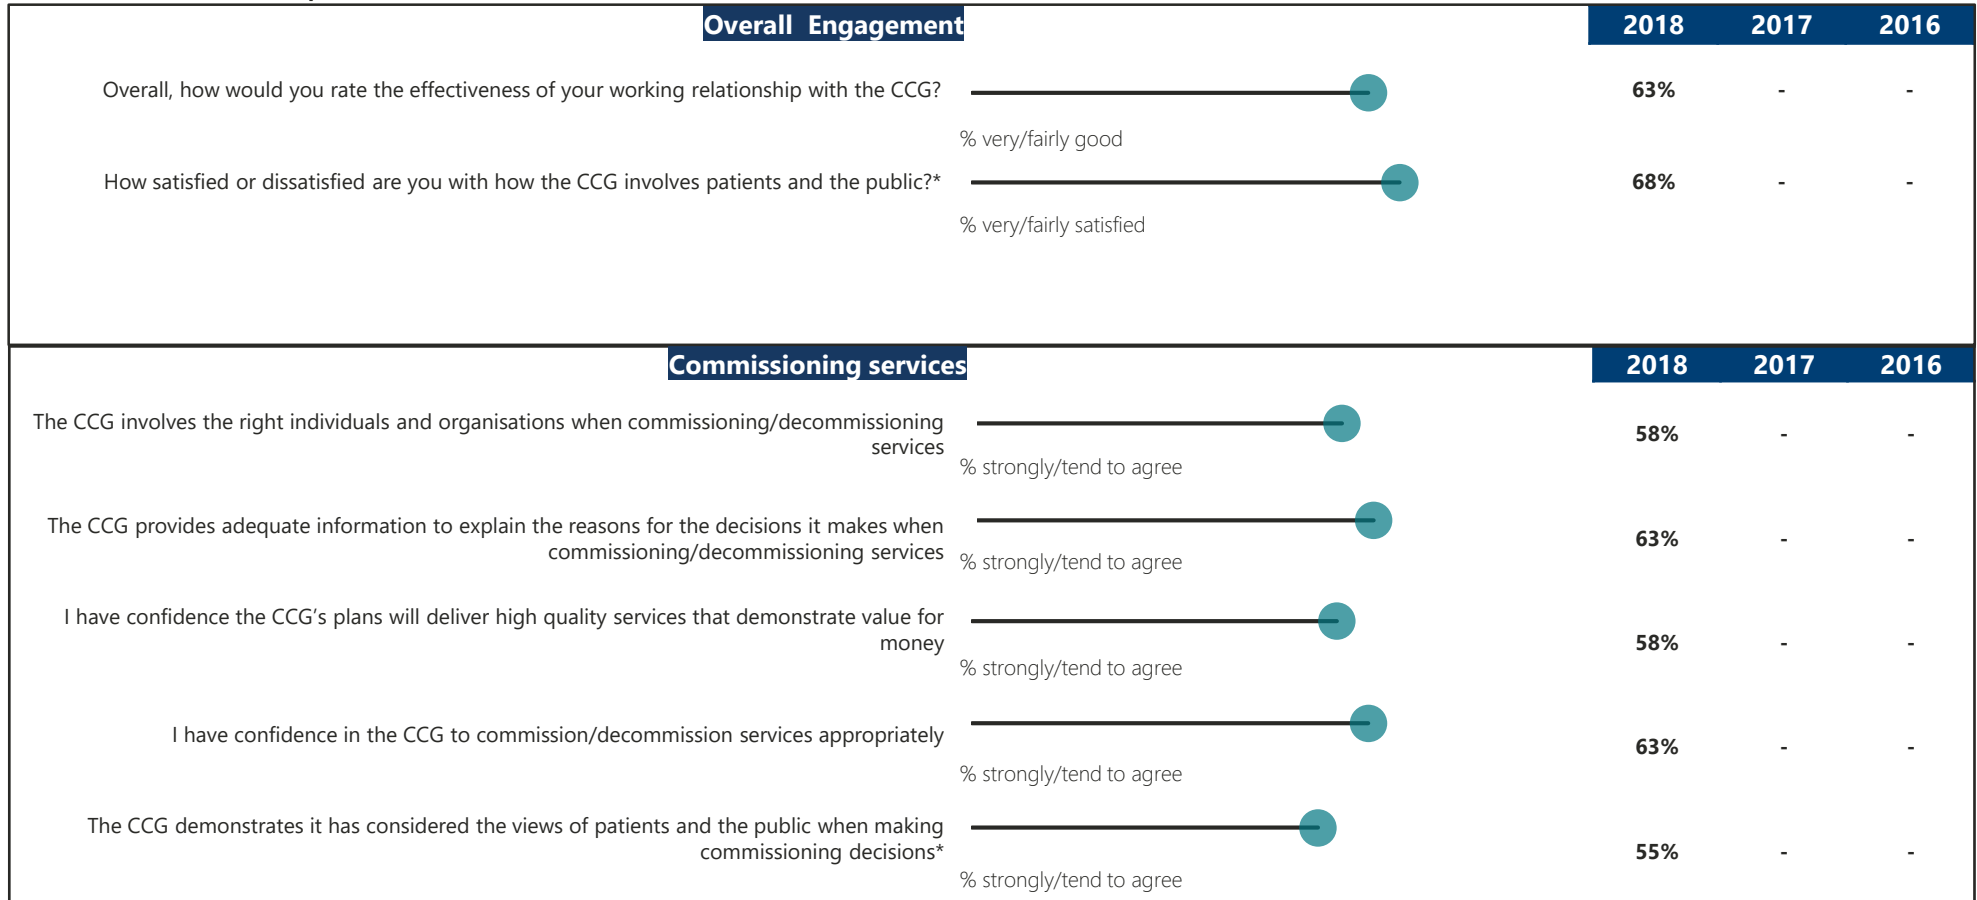 Overall Engagement 2018 2017 2016
Overall, how would you rate the effectiveness of your working relationship with the CCG? 63% - -
% very/fairly good
How satisfied or dissatisfied are you with how the CCG involves patients and the public?* 68% - -
% very/fairly satisfied
Commissioning services 2018 2017 2016
The CCG involves the right individuals and organisations when commissioning/decommissioning
services
58% - -
% strongly/tend to agree
The CCG provides adequate information to explain the reasons for the decisions it makes when
commissioning/decommissioning services
63% - -
% strongly/tend to agree
I have confidence the CCG’s plans will deliver high quality services that demonstrate value for
money
58% - -
% strongly/tend to agree
I have confidence in the CCG to commission/decommission services appropriately
63% - -
% strongly/tend to agree
The CCG demonstrates it has considered the views of patients and the public when making
commissioning decisions*
55% - -
% strongly/tend to agree